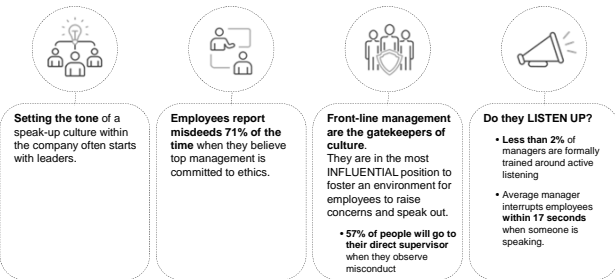 Setting the tone of a
speak-up culture within
the company often starts
with leaders.
Employees report
misdeeds 71% of the
time when they believe
top management is
committed to ethics.
Front-line management
are the gatekeepers of
culture.
They are in the most
INFLUENTIAL position to
foster an environment for
employees to raise
concerns and speak out.
• 57% of people will go to
their direct supervisor
when they observe
misconduct
Do they LISTEN UP?
• Less than 2% of
managers are formally
trained around active
listening
• Average manager
interrupts employees
within 17 seconds
when someone is
speaking.